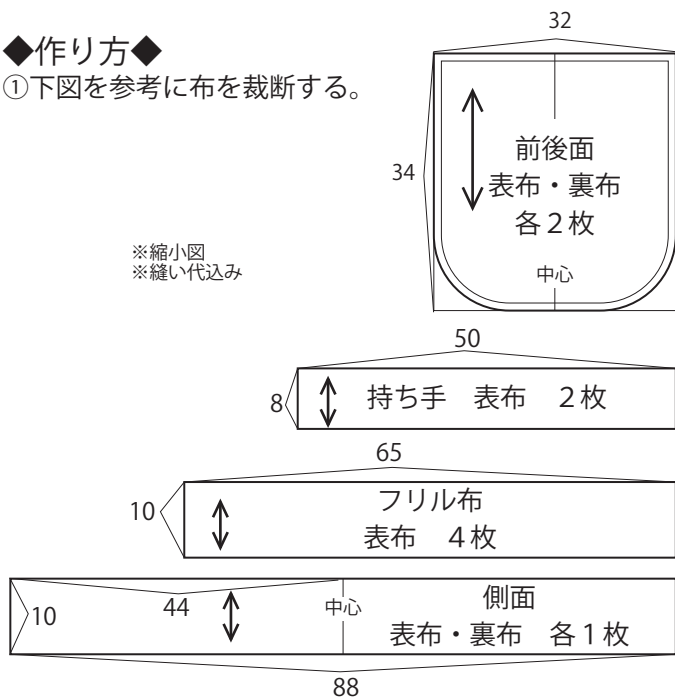 ◆作り方◆
①下図を参考に布を裁断する。
32
34
前後面
表布・裏布
各２枚
中心
※縮小図
※縫い代込み
50
8
持ち手　表布　２枚
65
10
フリル布
表布　４枚
10
44
中心
側面
表布・裏布　各１枚
88